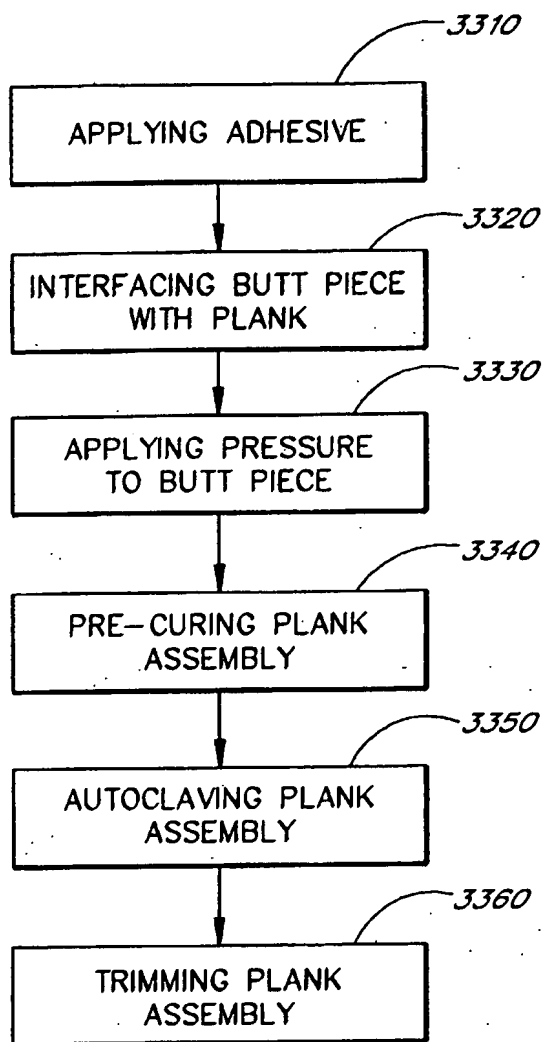 3310
APPLYING ADHESIVE
3320
INTERFACING BUTT PIECE
WITH PLANK
3330
APPLYING PRESSURE
TO BUTT PIECE
3340
PRE-CURING PLANK
ASSEMBLY
3350
AUTOCLAVING PLANK
ASSEMBLY
3360
TRIMMING PLANK
ASSEMBLY